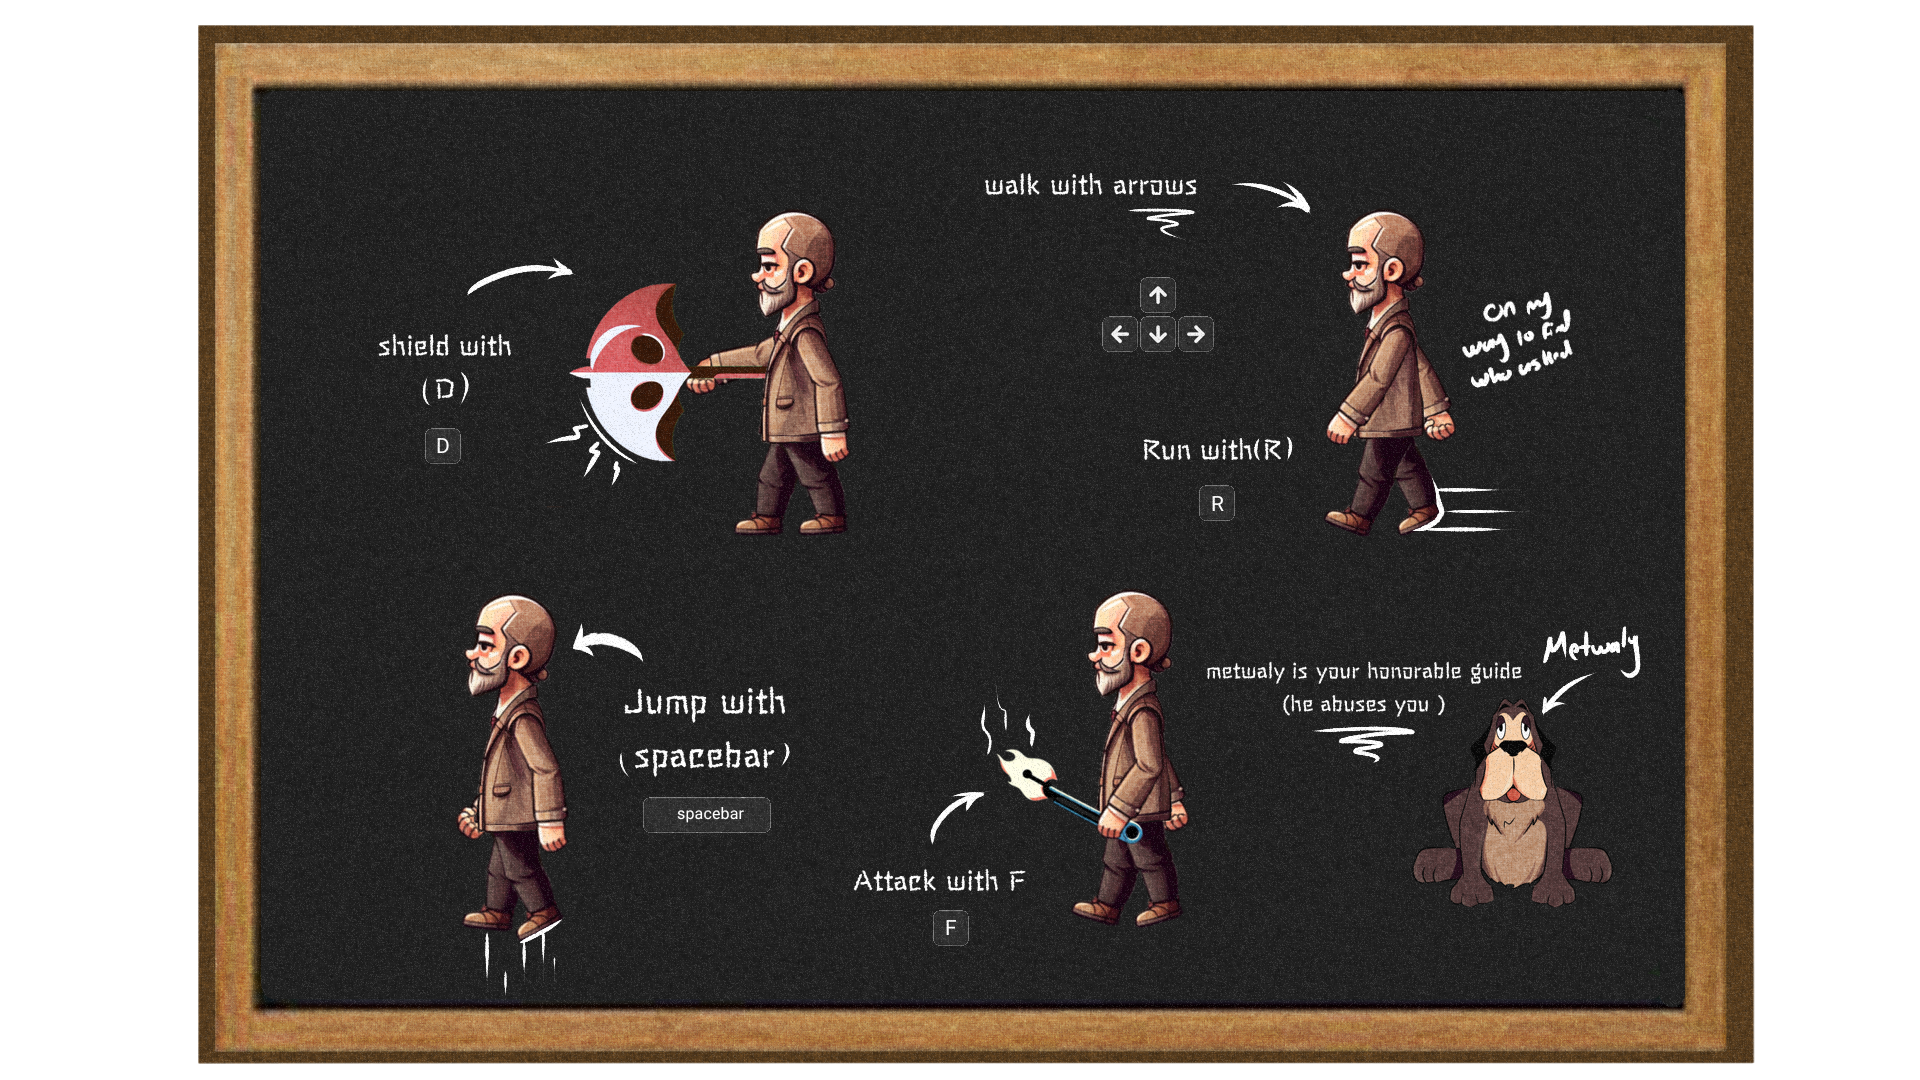 walk with arrows
shield with
(D)
D
on my
way to find
who asked
Run with(R)
R
Jump with
(spacebar)
spacebar
Attack with F
F
metwaly is your honorable guide
(he abuses you )
Metwaly